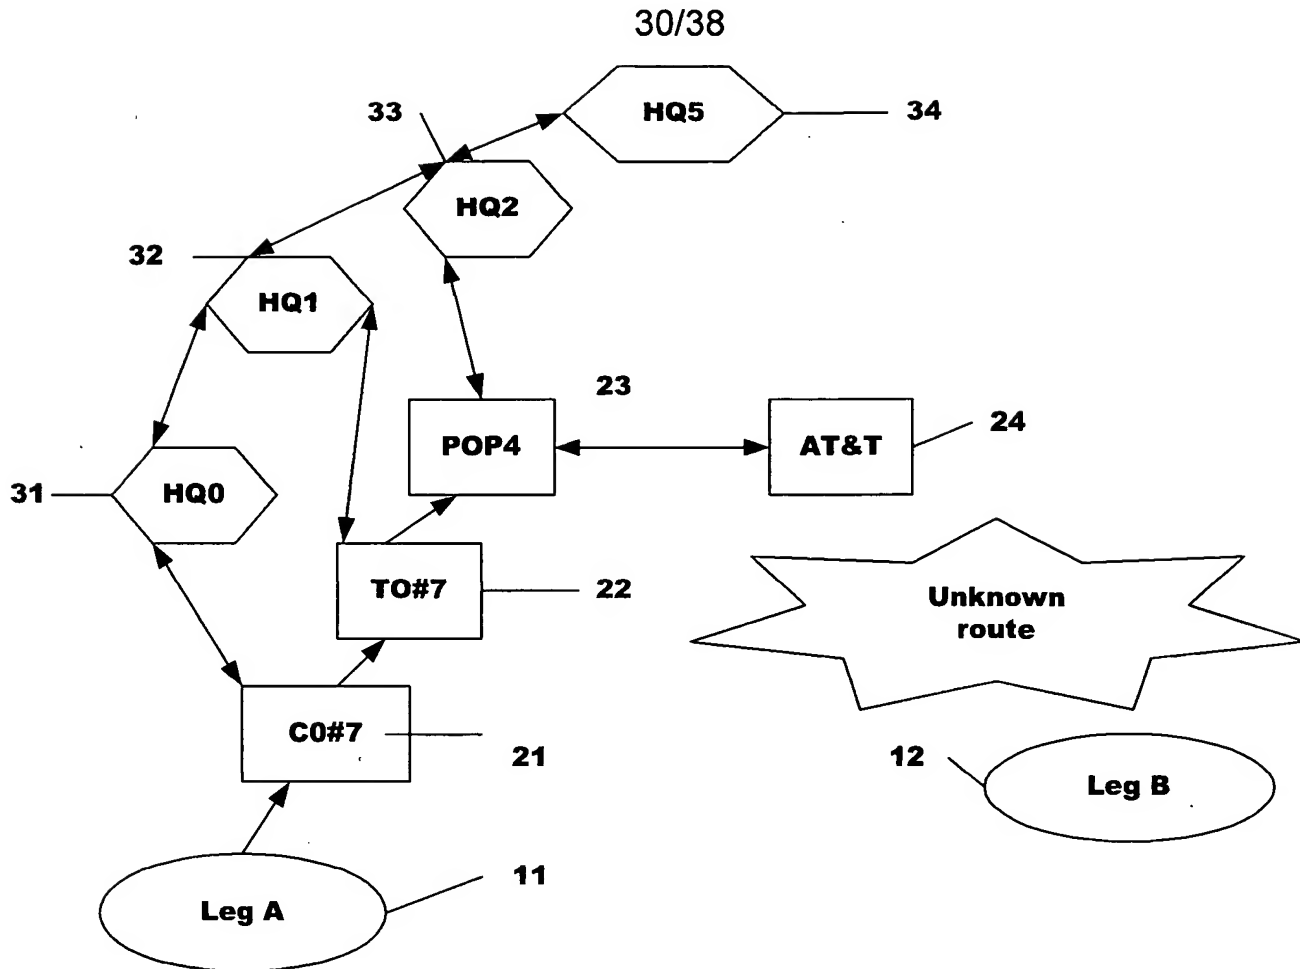 30/38
33
HQ5
34
HQ2
32
HQ1
23
POP4
AT&T
24
31
HQ0
TO#7
22
Unknown
route
C0#7
21
12
Leg B
11
Leg A